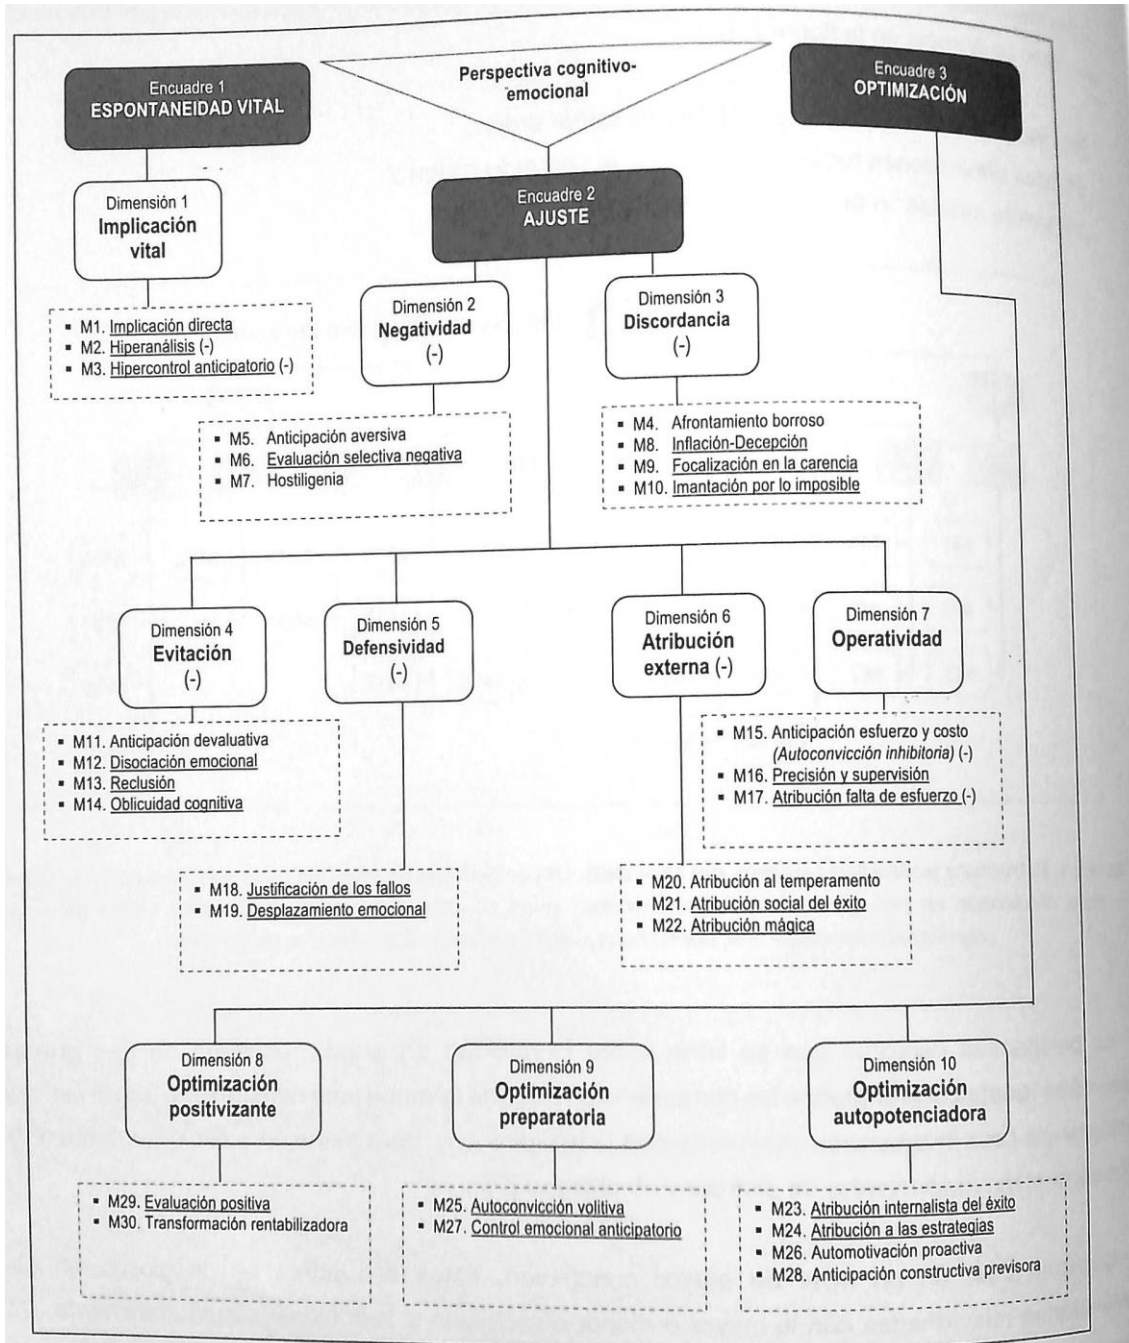 Perspectiva cognitivo-
emocional
Encuadre 1
ESPONTANEIDAD VITAL
Encuadre 3
OPTIMIZACIÓN
Encuadre 2
AJUSTE
Dimensión 1
Implicación
vital
▪ M1. Implicación directa
▪ M2. Hiperanálisis (-)
▪ M3. Hipercontrol anticipatorio (-)
Dimensión 2
Negatividad
(-)
Dimensión 3
Discordancia
(-)
▪ M5. Anticipación aversiva
▪ M6. Evaluación selectiva negativa
▪ M7. Hostiligenia
▪ M4. Afrontamiento borroso
▪ M8. Inflación-Decepción
▪ M9. Focalización en la carencia
▪ M10. Imantación por lo imposible
Dimensión 4
Evitación
(-)
Dimensión 5
Defensividad
(-)
Dimensión 6
Atribución
externa (-)
Dimensión 7
Operatividad
▪ M11. Anticipación devaluativa
▪ M12. Disociación emocional
▪ M13. Reclusión
▪ M14. Oblicuidad cognitiva
▪ M15. Anticipación esfuerzo y costo
(Autoconvicción inhibitoria) (-)
▪ M16. Precisión y supervisión
▪ M17. Atribución falta de esfuerzo (-)
▪ M18. Justificación de los fallos
▪ M19. Desplazamiento emocional
▪ M20. Atribución al temperamento
▪ M21. Atribución social del éxito
▪ M22. Atribución mágica
Dimensión 8
Optimización
positivizante
Dimensión 9
Optimización
preparatoria
Dimensión 10
Optimización
autopotenciadora
▪ M29. Evaluación positiva
▪ M30. Transformación rentabilizadora
▪ M25. Autoconvicción volitiva
▪ M27. Control emocional anticipatorio
▪ M23. Atribución internalista del éxito
▪ M24. Atribución a las estrategias
▪ M26. Automotivación proactiva
▪ M28. Anticipación constructiva previsora